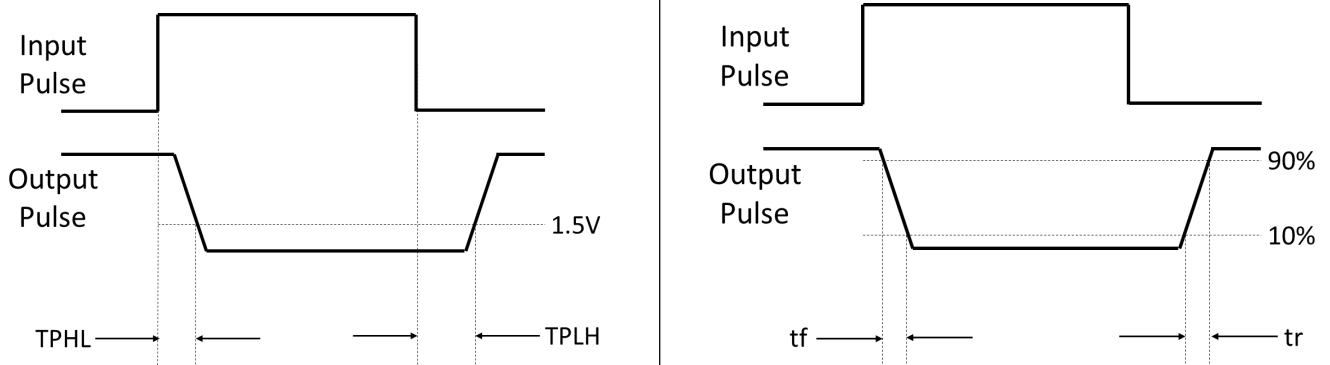 Input
Pulse
Output
Pulse
1.5V
TPHL
TPLH
Input
Pulse
Output
Pulse
90%
10%
tf
tr